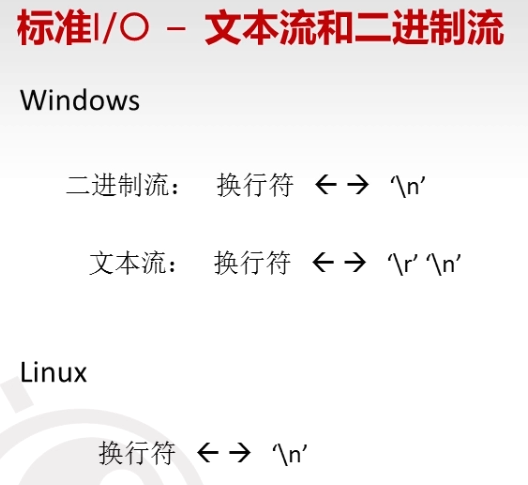 标准I/O – 文本流和二进制流
Windows
二进制流： 换行符 ←→ ‘\n’
文本流： 换行符 ←→ ‘\r’ ‘\n’
Linux
换行符 ←→ ‘\n’